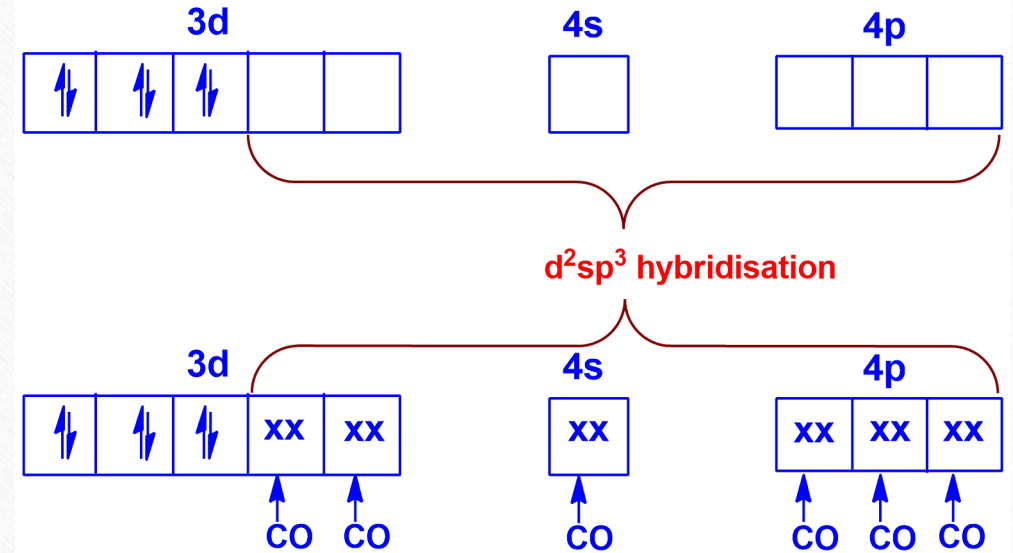 3d 4s 4p
d²sp³ hybridisation
3d 4s 4p
xx xx xx xx xx xx
CO CO CO CO CO CO